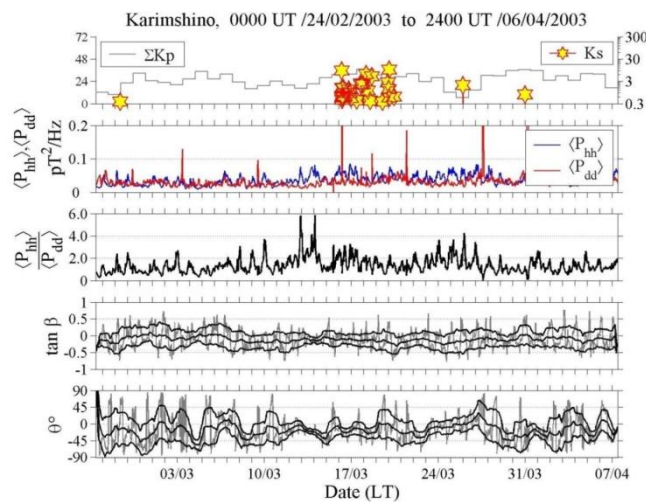 Karimshino, 0000 UT /24/02/2003 to 2400 UT /06/04/2003
72
48
24
0
ΣKp
Ks
300
30
3
0.3
⟨P_hh⟩,⟨P_dd⟩
pT^2/Hz
0.2
0.1
0
⟨P_hh⟩
⟨P_dd⟩
⟨P_hh⟩
⟨P_dd⟩
6.0
4.0
2.0
0
tan β
1
0.5
0
-0.5
-1
θ°
90
45
0
-45
-90
03/03 10/03 17/03 24/03 31/03 07/04
Date (LT)